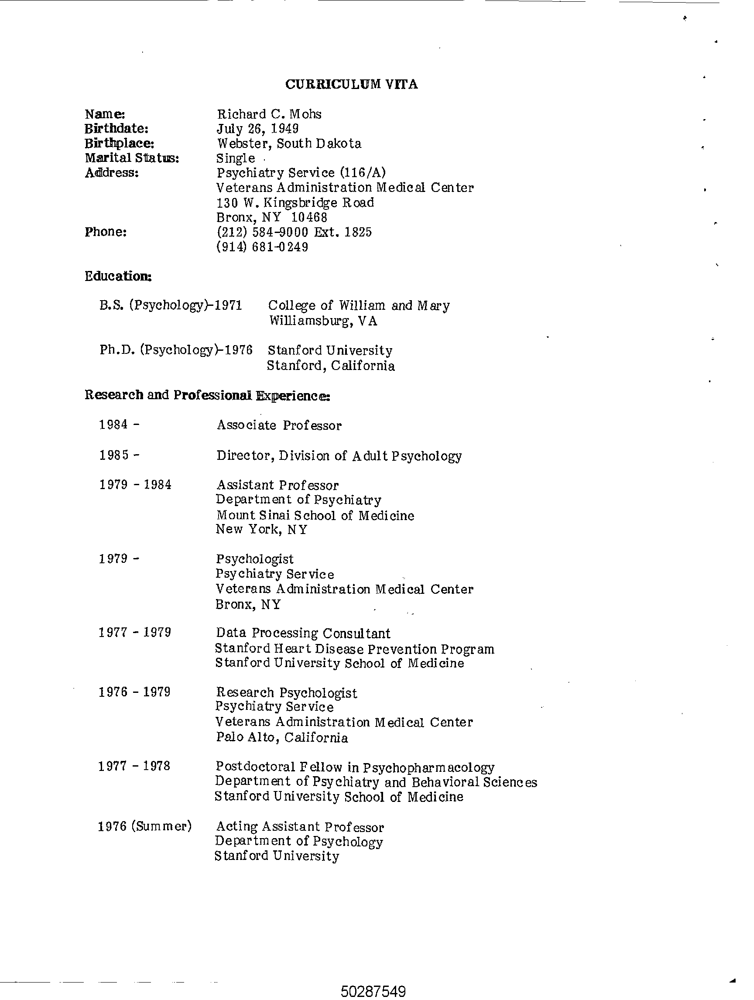 CURRICULUM VITA
Name: Richard C. Mohs
Birthdate: July 26, 1949
Birthplace: Webster, South Dakota
Marital Status: Single
Address: Psychiatry Service (116/A)
Veterans Administration Medical Center
130 W. Kingsbridge Road
Bronx, NY 10468
Phone: (212) 584-9000 Ext. 1825
(914) 681-0249
Education:
B.S. (Psychology)-1971 College of William and Mary
Williamsburg, VA
Ph.D. (Psychology)-1976 Stanford University
Stanford, California
Research and Professional Experience:
1984 - Associate Professor
1985 - Director, Division of Adult Psychology
1979 - 1984 Assistant Professor
Department of Psychiatry
Mount Sinai School of Medicine
New York, NY
1979 - Psychologist
Psychiatry Service
Veterans Administration Medical Center
Bronx, NY
1977 - 1979 Data Processing Consultant
Stanford Heart Disease Prevention Program
Stanford University School of Medicine
1976 - 1979 Research Psychologist
Psychiatry Service
Veterans Administration Medical Center
Palo Alto, California
1977 - 1978 Postdoctoral Fellow in Psychopharmacology
Department of Psychiatry and Behavioral Sciences
Stanford University School of Medicine
1976 (Summer) Acting Assistant Professor
Department of Psychology
Stanford University
50287549